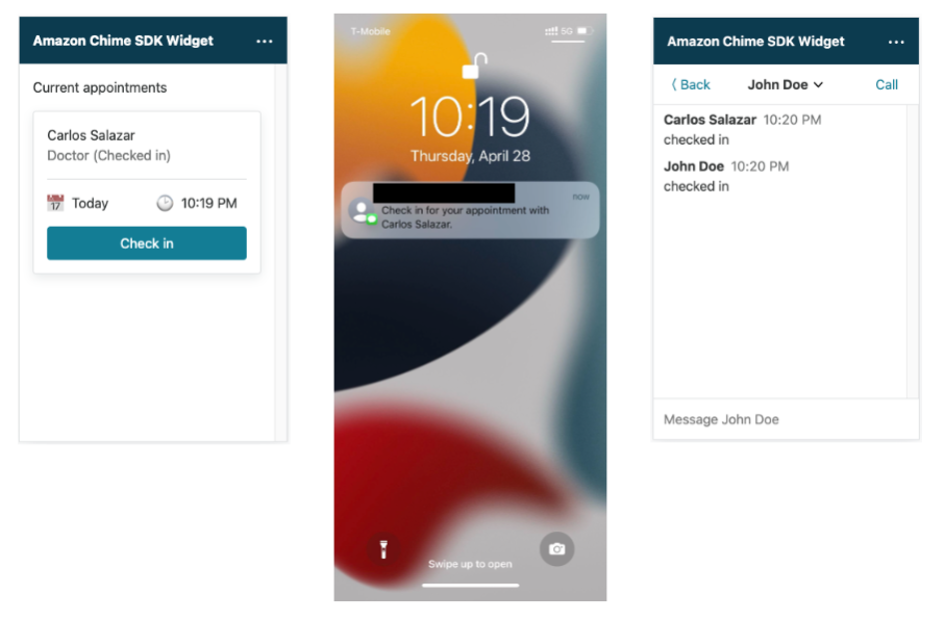 Amazon Chime SDK Widget
Current appointments
Carlos Salazar
Doctor (Checked in)
17 Today 10:19 PM
Check in
T-Mobile 5G
10:19
Thursday, April 28
now
Check in for your appointment with
Carlos Salazar.
Swipe up to open
Amazon Chime SDK Widget
Back John Doe Call
Carlos Salazar 10:20 PM
checked in
John Doe 10:20 PM
checked in
Message John Doe